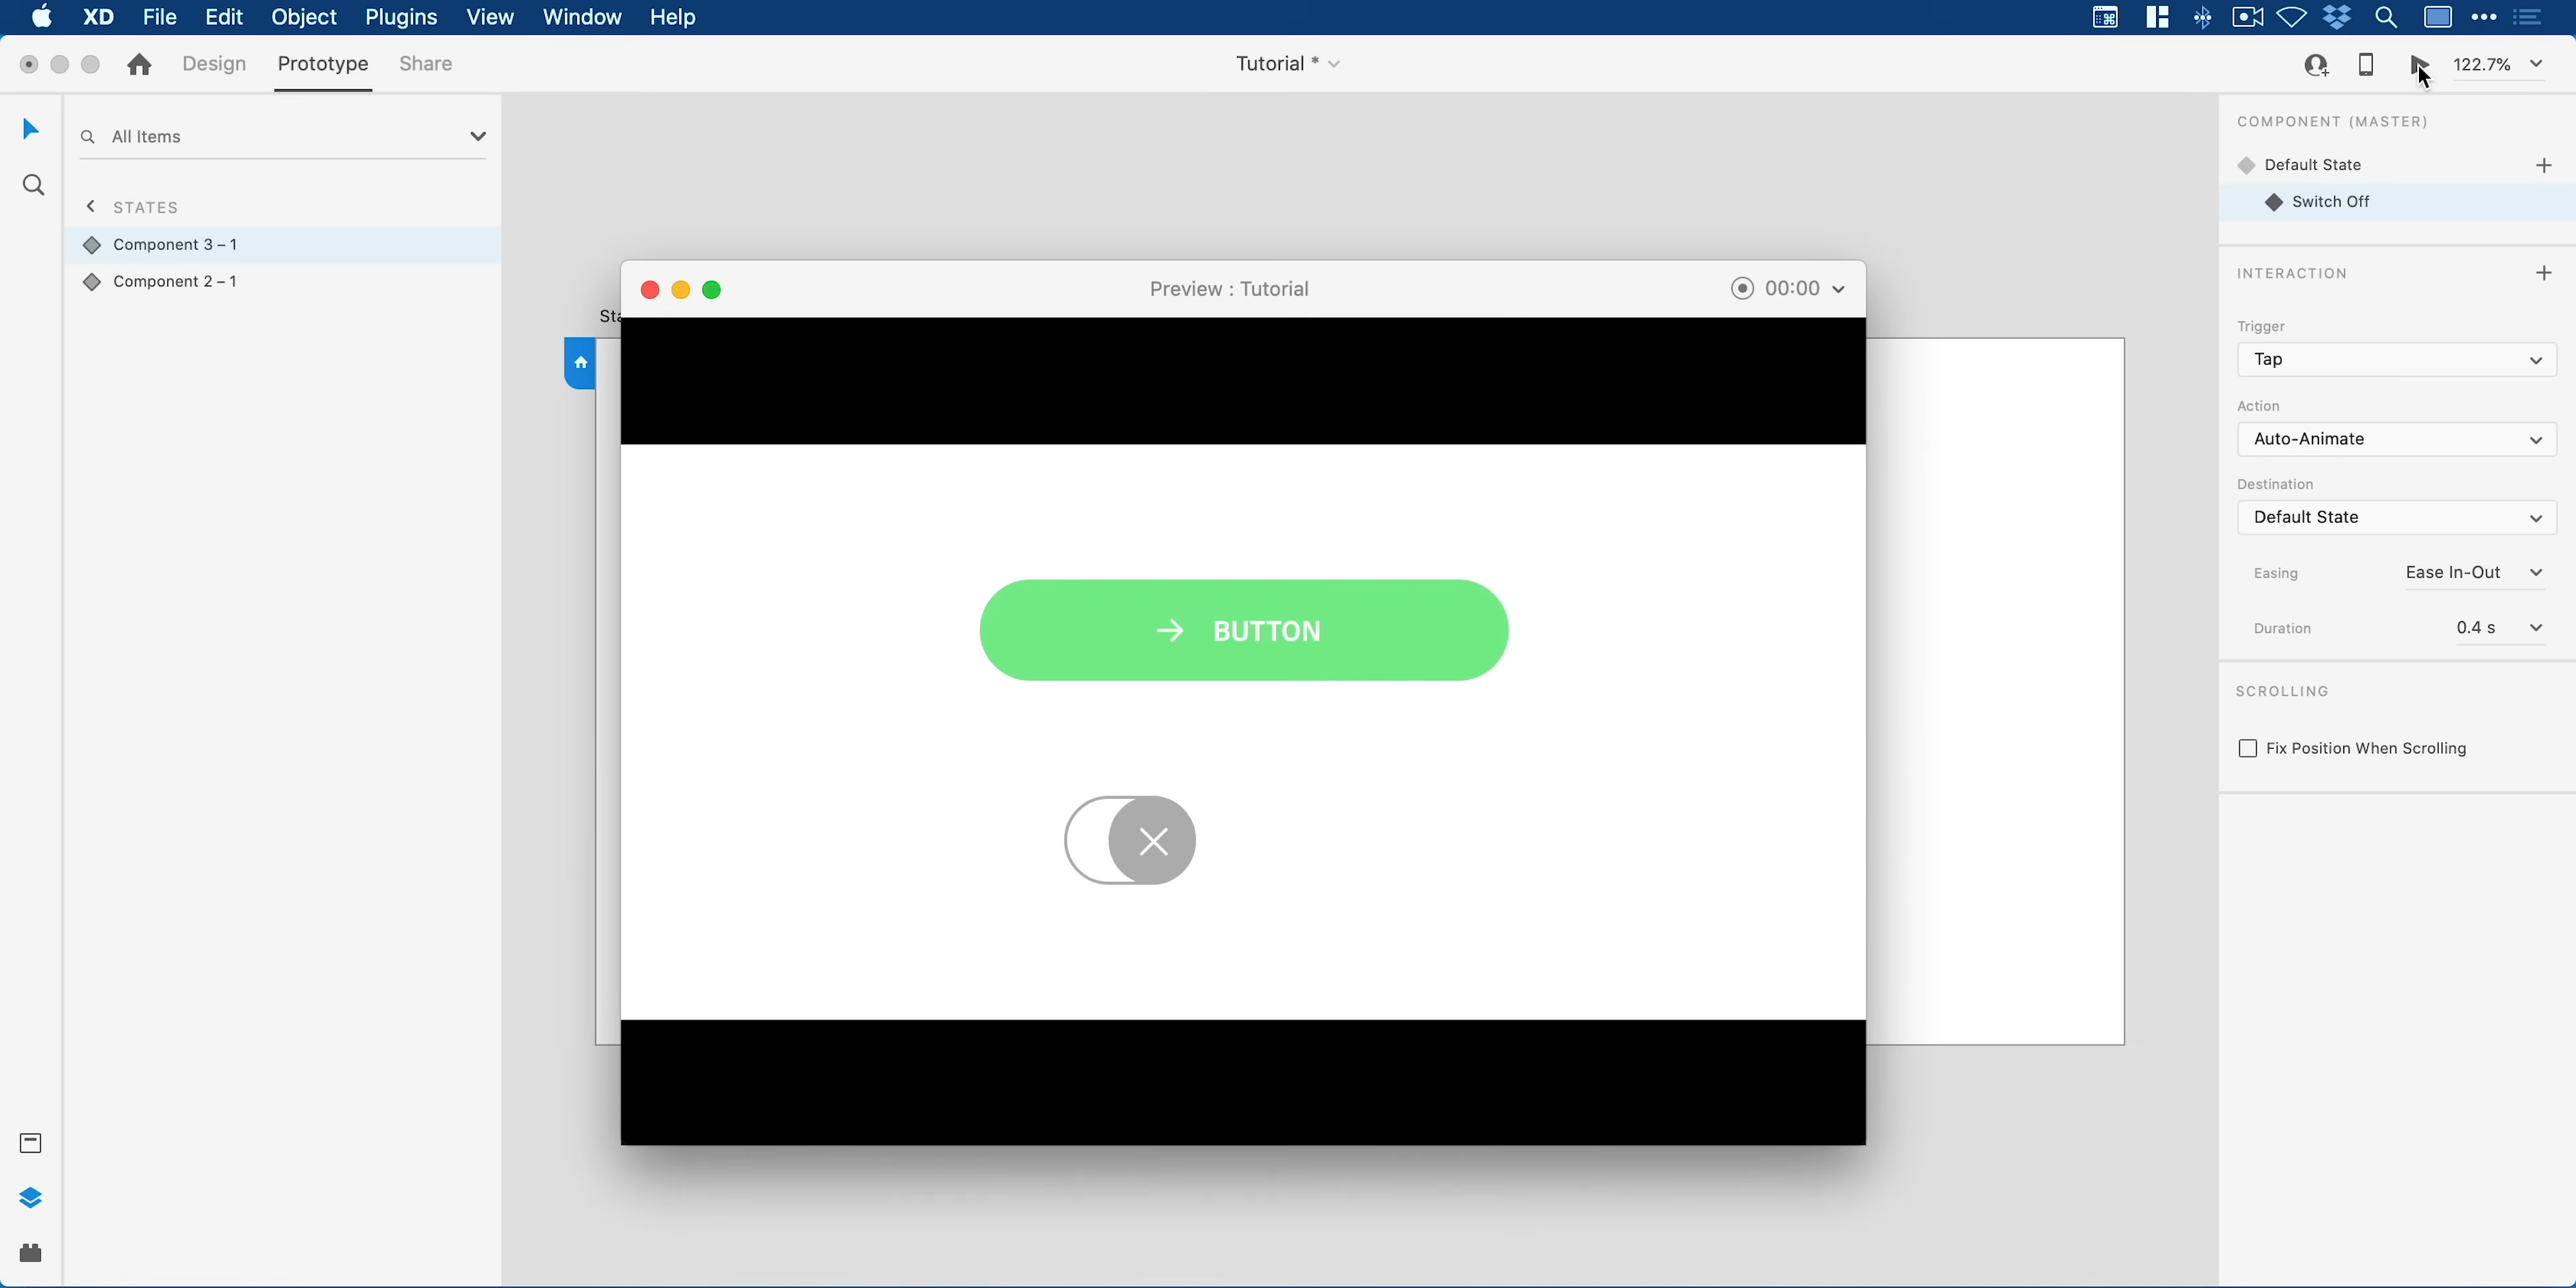 XD File Edit Object Plugins View Window Help
Design Prototype Share
Tutorial *
122.7%
All Items
STATES
Component 3 – 1
Component 2 – 1
Sta
Preview : Tutorial
00:00
BUTTON
COMPONENT (MASTER)
Default State
Switch Off
INTERACTION
Trigger
Tap
Action
Auto-Animate
Destination
Default State
Easing Ease In-Out
Duration 0.4 s
SCROLLING
Fix Position When Scrolling